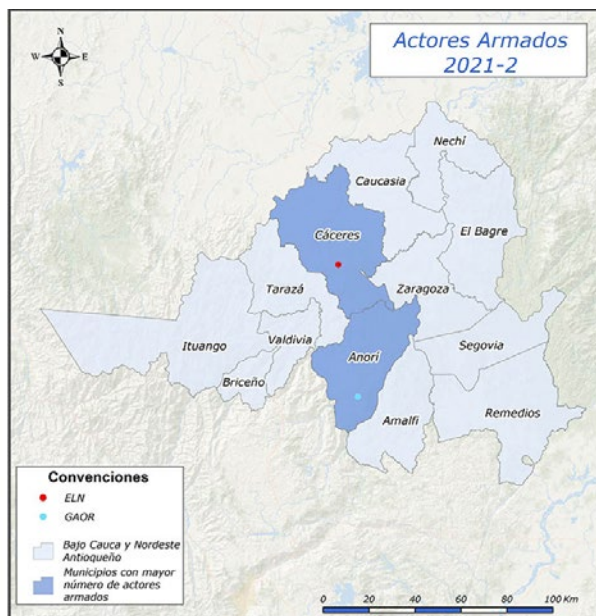 Actores Armados
2021-2
N
W E
S
Nechí
Caucasia
El Bagre
Cáceres
Tarazá
Zaragoza
Ituango
Valdivia
Anorí
Segovia
Briceño
Amalfi
Remedios
Convenciones
ELN
GAOR
Bajo Cauca y Nordeste
Antioqueño
Municipios con mayor
número de actores
armados
0 20 40 60 80 100 Km